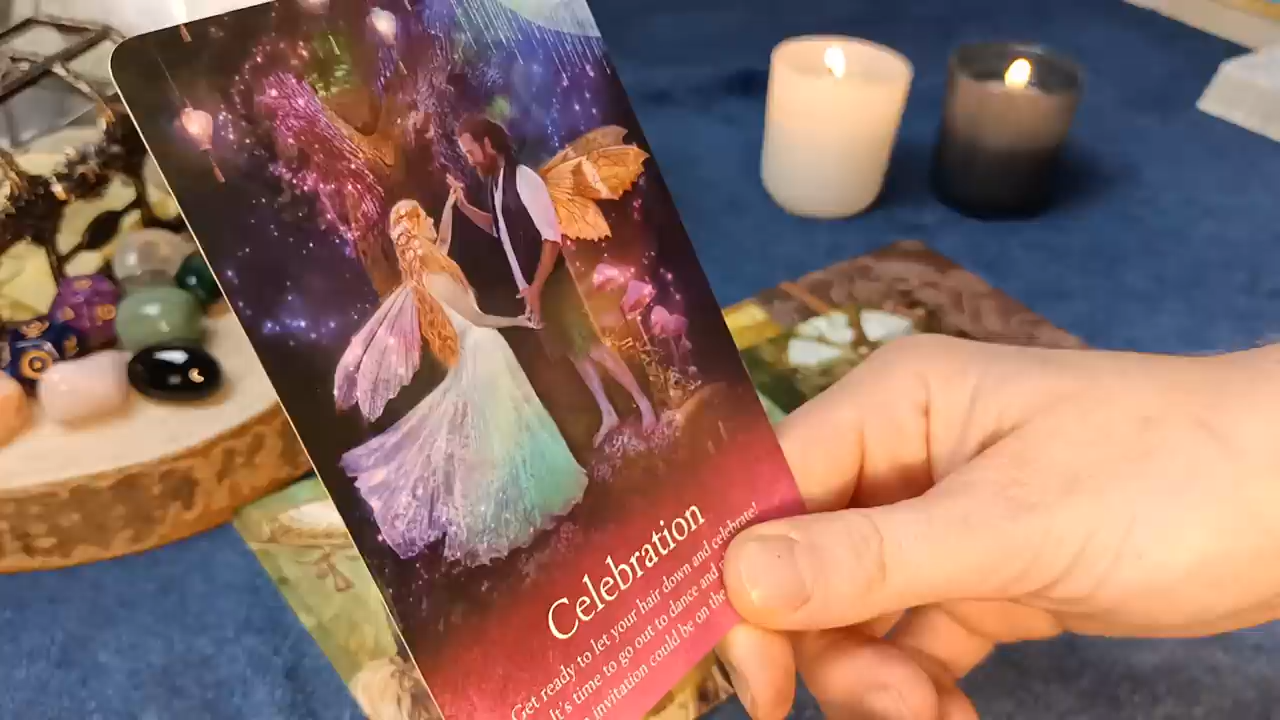 Celebration
Get ready to let your hair down and celebrate!
It's time to go out to dance and
invitation could be on the